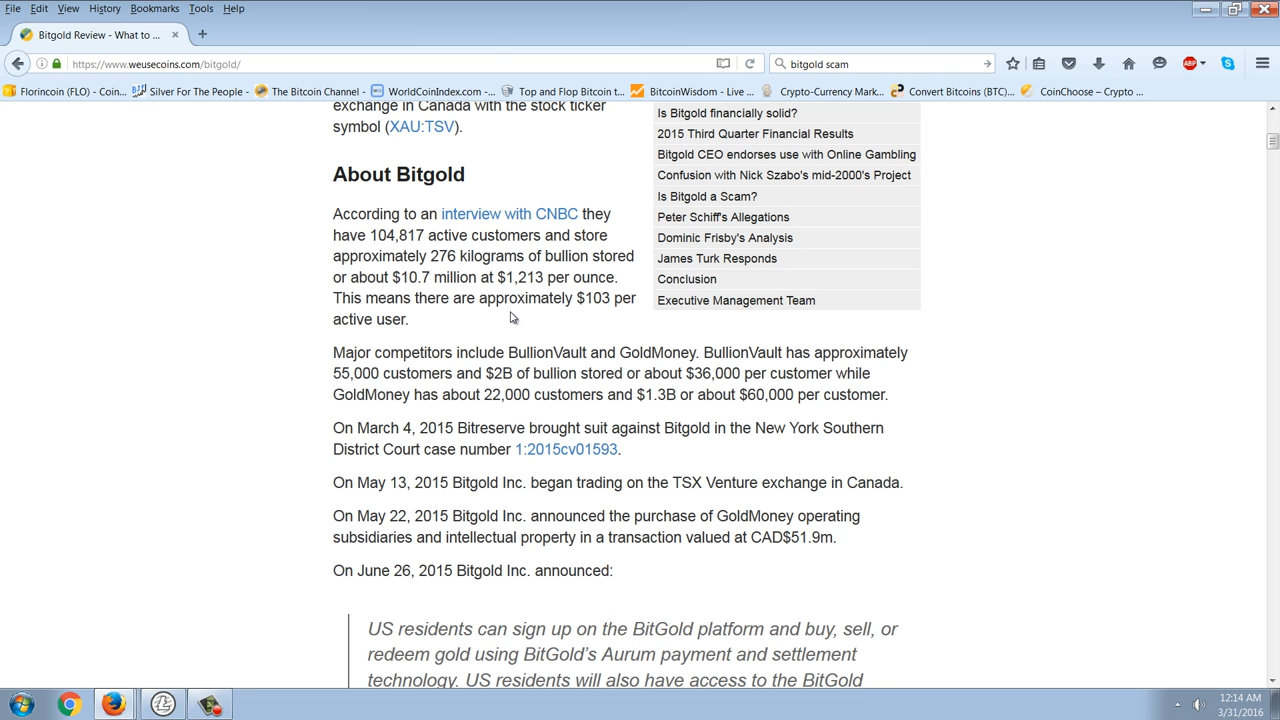 File Edit View History Bookmarks Tools Help
Bitgold Review - What to ...
https://www.weusecoins.com/bitgold/
bitgold scam
ABP
Florincoin (FLO) - Coin... Silver For The People - The Bitcoin Channel - WorldCoinIndex.com -... Top and Flop Bitcoin t... BitcoinWisdom - Live ... Crypto-Currency Mark... Convert Bitcoins (BTC)... CoinChoose – Crypto ...
exchange in Canada with the stock ticker
symbol (XAU:TSV).
About Bitgold
According to an interview with CNBC they
have 104,817 active customers and store
approximately 276 kilograms of bullion stored
or about $10.7 million at $1,213 per ounce.
This means there are approximately $103 per
active user.
Is Bitgold financially solid?
2015 Third Quarter Financial Results
Bitgold CEO endorses use with Online Gambling
Confusion with Nick Szabo's mid-2000's Project
Is Bitgold a Scam?
Peter Schiff's Allegations
Dominic Frisby's Analysis
James Turk Responds
Conclusion
Executive Management Team
Major competitors include BullionVault and GoldMoney. BullionVault has approximately
55,000 customers and $2B of bullion stored or about $36,000 per customer while
GoldMoney has about 22,000 customers and $1.3B or about $60,000 per customer.
On March 4, 2015 Bitreserve brought suit against Bitgold in the New York Southern
District Court case number 1:2015cv01593.
On May 13, 2015 Bitgold Inc. began trading on the TSX Venture exchange in Canada.
On May 22, 2015 Bitgold Inc. announced the purchase of GoldMoney operating
subsidiaries and intellectual property in a transaction valued at CAD$51.9m.
On June 26, 2015 Bitgold Inc. announced:
US residents can sign up on the BitGold platform and buy, sell, or
redeem gold using BitGold's Aurum payment and settlement
technology. US residents will also have access to the BitGold
12:14 AM
3/31/2016